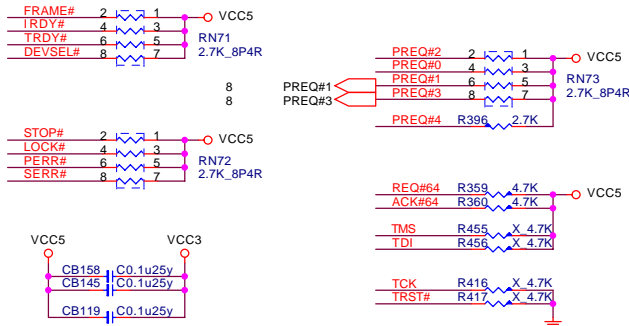 FRAME# 2 1 VCC5
IRDY# 4 3
TRDY# 6 5 RN71
DEVSEL# 8 7 2.7K_8P4R
PREQ#2 2 1 VCC5
PREQ#0 4 3
8 PREQ#1 PREQ#1 6 5 RN73
8 PREQ#3 PREQ#3 8 7 2.7K_8P4R
PREQ#4 R396 2.7K
STOP# 2 1 VCC5
LOCK# 4 3
PERR# 6 5 RN72
SERR# 8 7 2.7K_8P4R
REQ#64 R359 4.7K VCC5
ACK#64 R360 4.7K
TMS R455 X_4.7K
TDI R456 X_4.7K
VCC5 VCC3
CB158 C0.1u25y
CB145 C0.1u25y
CB119 C0.1u25y
TCK R416 X_4.7K
TRST# R417 X_4.7K